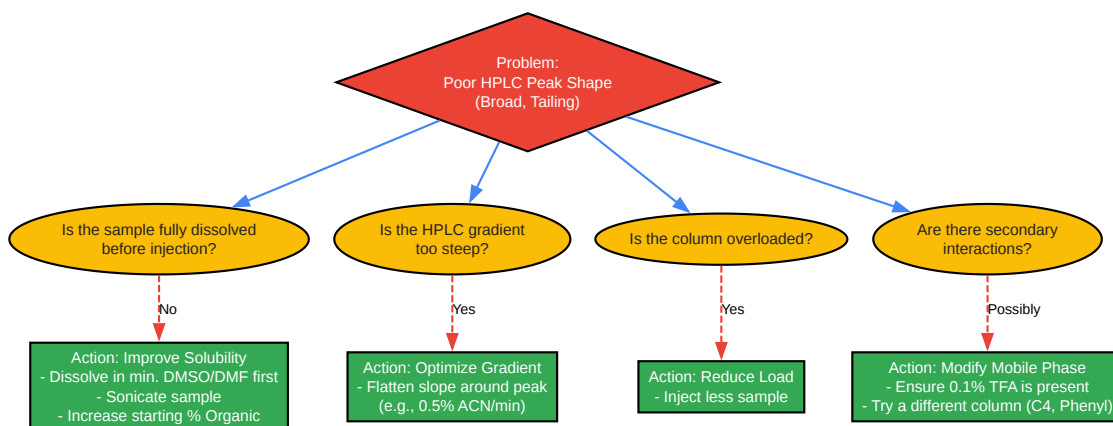 Problem:
Poor HPLC Peak Shape
(Broad, Tailing)
Is the sample fully dissolved
before injection?
Is the HPLC gradient
too steep?
Is the column overloaded?
Are there secondary
interactions?
No
Yes
Yes
Possibly
Action: Improve Solubility
- Dissolve in min. DMSO/DMF first
- Sonicate sample
- Increase starting % Organic
Action: Optimize Gradient
- Flatten slope around peak
(e.g., 0.5% ACN/min)
Action: Reduce Load
- Inject less sample
Action: Modify Mobile Phase
- Ensure 0.1% TFA is present
- Try a different column (C4, Phenyl)